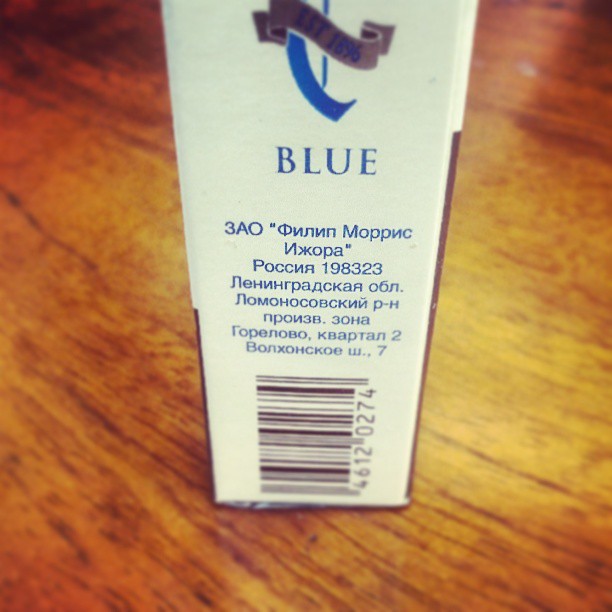 EST 1896
BLUE
ЗАО "Филип Моррис
Ижора"
Россия 198323
Ленинградская обл.
Ломоносовский р-н
произв. зона
Горелово, квартал 2
Волхонское ш., 7
4612 0274